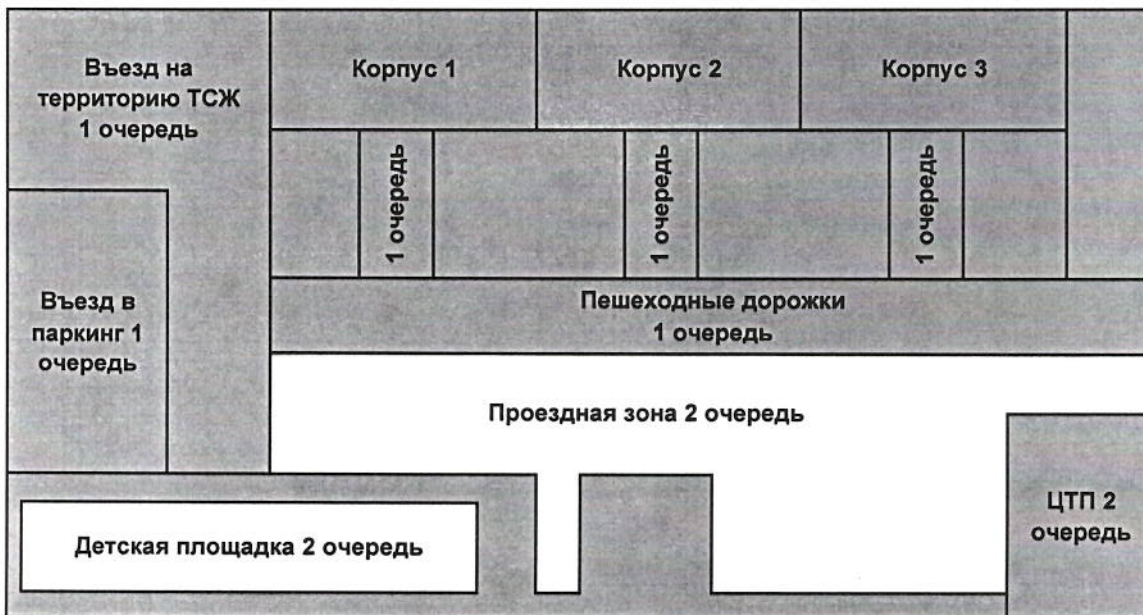 Въезд на
территорию ТСЖ
1 очередь
Корпус 1
Корпус 2
Корпус 3
1 очередь
1 очередь
1 очередь
Пешеходные дорожки
1 очередь
Въезд в
паркинг 1
очередь
Проездная зона 2 очередь
ЦТП 2
очередь
Детская площадка 2 очередь